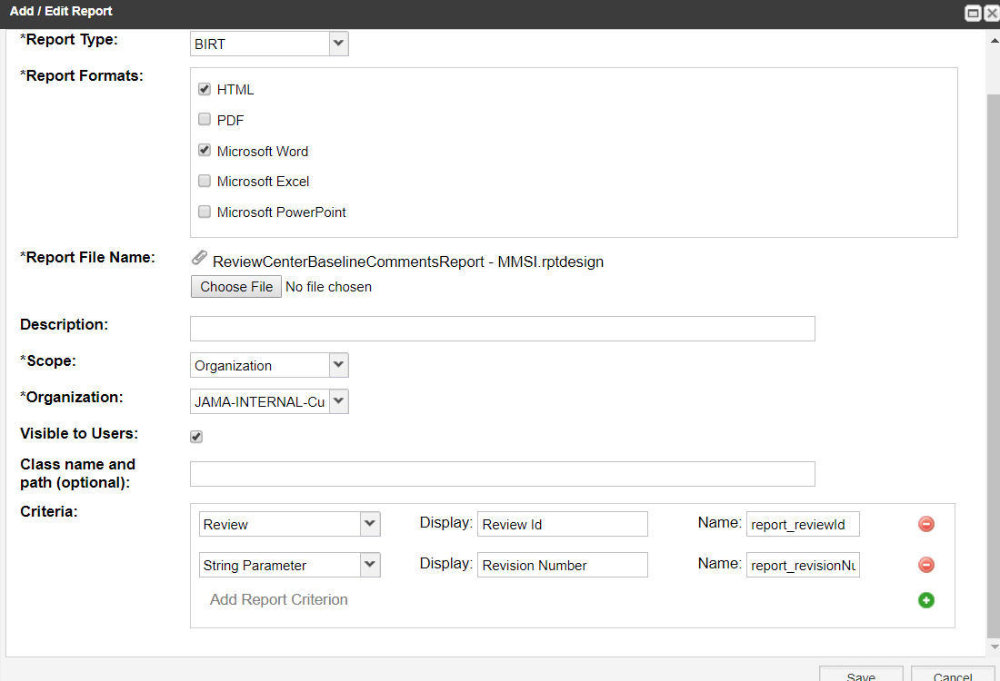 Add / Edit Report
*Report Type:
BIRT
*Report Formats:
HTML
PDF
Microsoft Word
Microsoft Excel
Microsoft PowerPoint
*Report File Name:
ReviewCenterBaselineCommentsReport - MMSI.rptdesign
Choose File No file chosen
Description:
*Scope:
Organization
*Organization:
JAMA-INTERNAL-Cu
Visible to Users:
Class name and
path (optional):
Criteria:
Review Display: Review Id Name: report_reviewId
String Parameter Display: Revision Number Name: report_revisionNu
Add Report Criterion
Save Cancel